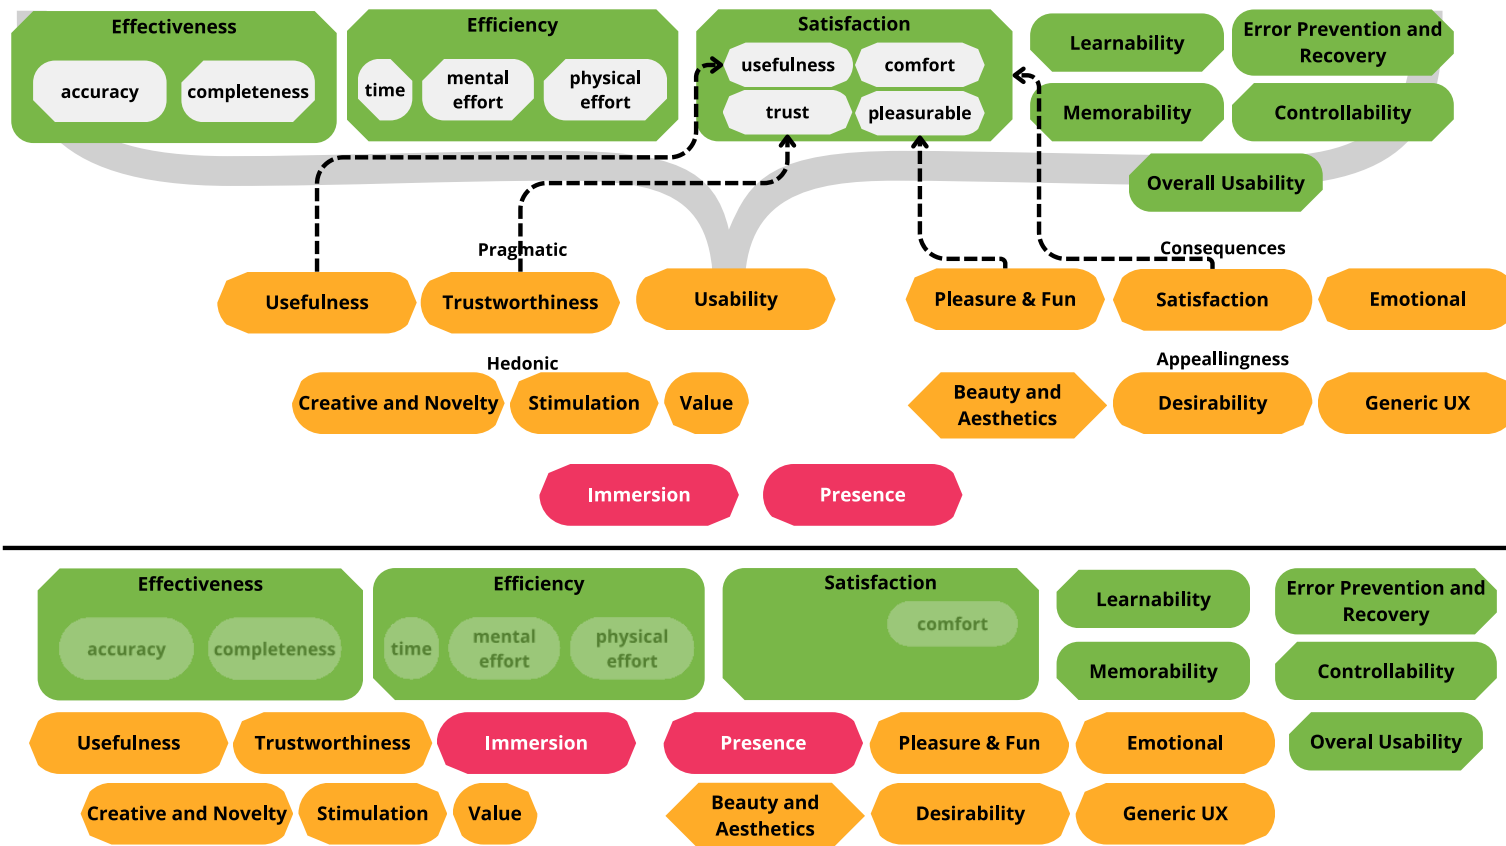 Effectiveness
accuracy
completeness
Efficiency
time
mental
effort
physical
effort
Satisfaction
usefulness
comfort
trust
pleasurable
Learnability
Error Prevention and
Recovery
Memorability
Controllability
Overall Usability
Pragmatic
Usefulness
Trustworthiness
Usability
Consequences
Pleasure & Fun
Satisfaction
Emotional
Hedonic
Creative and Novelty
Stimulation
Value
Appeallingness
Beauty and
Aesthetics
Desirability
Generic UX
Immersion
Presence
Effectiveness
accuracy
completeness
Efficiency
time
mental
effort
physical
effort
Satisfaction
comfort
Learnability
Error Prevention and
Recovery
Memorability
Controllability
Usefulness
Trustworthiness
Immersion
Presence
Pleasure & Fun
Emotional
Overal Usability
Creative and Novelty
Stimulation
Value
Beauty and
Aesthetics
Desirability
Generic UX